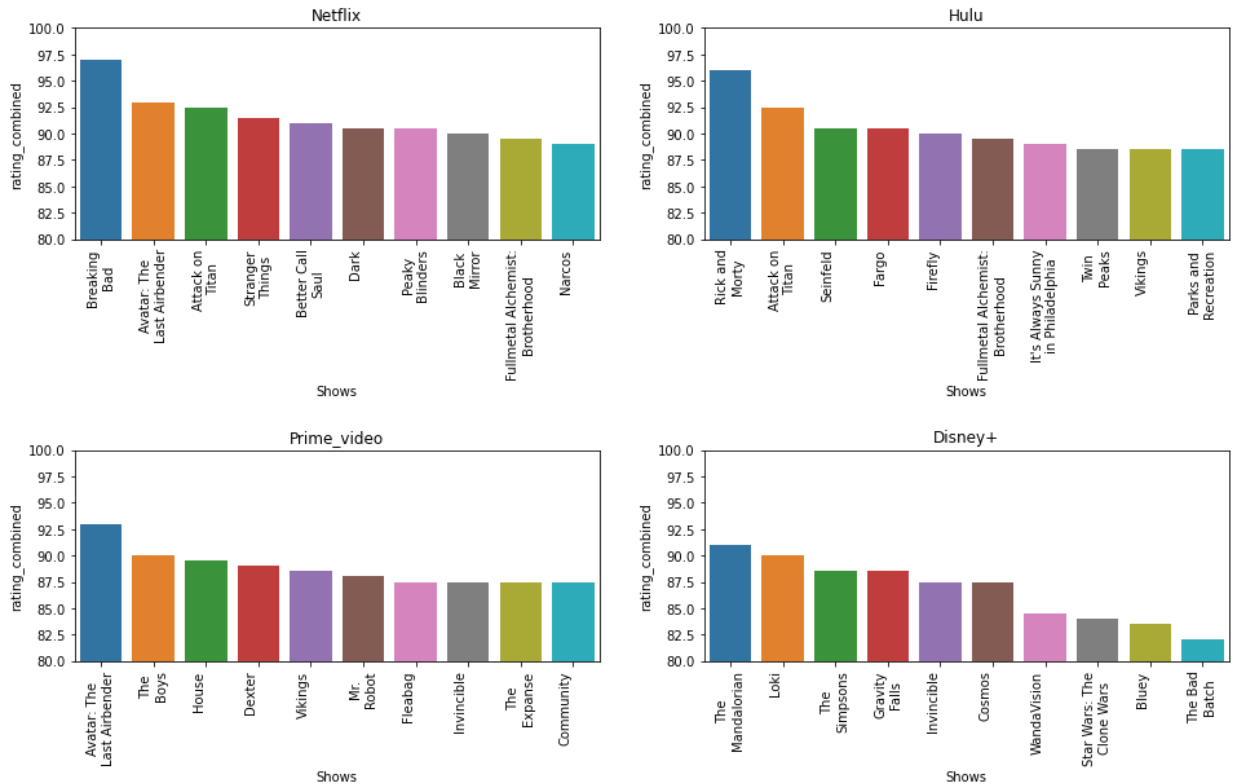 Netflix
100.0
97.5
95.0
92.5
90.0
87.5
85.0
82.5
80.0
rating_combined
Breaking
Bad
Avatar: The
Last Airbender
Attack on
Titan
Stranger
Things
Better Call
Saul
Dark
Peaky
Blinders
Black
Mirror
Fullmetal Alchemist:
Brotherhood
Narcos
Shows
Hulu
100.0
97.5
95.0
92.5
90.0
87.5
85.0
82.5
80.0
rating_combined
Rick and
Morty
Attack on
Titan
Seinfeld
Fargo
Firefly
Fullmetal Alchemist:
Brotherhood
It's Always Sunny
in Philadelphia
Twin
Peaks
Vikings
Parks and
Recreation
Shows
Prime_video
100.0
97.5
95.0
92.5
90.0
87.5
85.0
82.5
80.0
rating_combined
Avatar: The
Last Airbender
The
Boys
House
Dexter
Vikings
Mr.
Robot
Fleabag
Invincible
The
Expanse
Community
Shows
Disney+
100.0
97.5
95.0
92.5
90.0
87.5
85.0
82.5
80.0
rating_combined
The
Mandalorian
Loki
The
Simpsons
Gravity
Falls
Invincible
Cosmos
WandaVision
Star Wars: The
Clone Wars
Bluey
The Bad
Batch
Shows